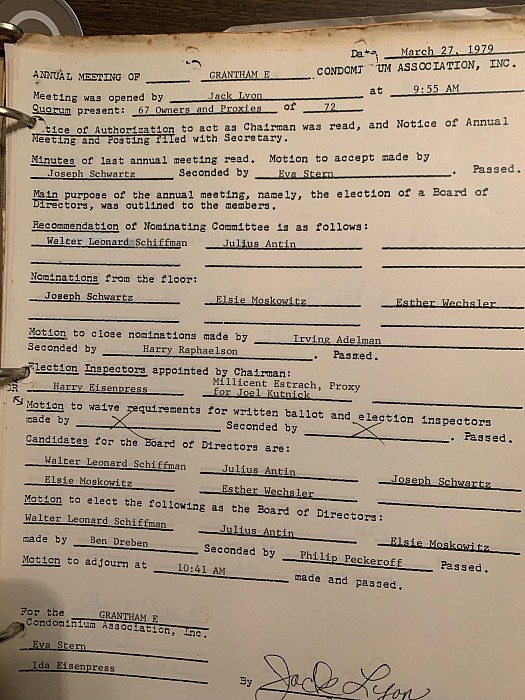 Date March 27, 1979
ANNUAL MEETING OF GRANTHAM E CONDOMI UM ASSOCIATION, INC.
Meeting was opened by Jack Lyon at 9:55 AM
Quorum present: 67 Owners and Proxies of 72
tice of Authorization to act as Chairman was read, and Notice of Annual
Meeting and Posting filed with Secretary.
Minutes of last annual meeting read. Motion to accept made by
Joseph Schwartz Seconded by Eva Stern. Passed.
Main purpose of the annual meeting, namely, the election of a Board of
Directors, was outlined to the members.
Recommendation of Nominating Committee is as follows:
Walter Leonard Schiffman Julius Antin
Nominations from the floor:
Joseph Schwartz Elsie Moskowitz Esther Wechsler
Motion to close nominations made by Irving Adelman
Seconded by Harry Raphaelson. Passed.
Election Inspectors appointed by Chairman:
Harry Eisenpress Millicent Estrach, Proxy
for Joel Kutnick
OR
Motion to waive requirements for written ballot and election inspectors
made by X Seconded by X. Passed.
Candidates for the Board of Directors are:
Walter Leonard Schiffman Julius Antin Joseph Schwartz
Elsie Moskowitz Esther Wechsler
Motion to elect the following as the Board of Directors:
Walter Leonard Schiffman Julius Antin Elsie Moskowitz
made by Ben Dreben Seconded by Philip Peckeroff Passed.
Motion to adjourn at 10:41 AM made and passed.
For the GRANTHAM E
Condominium Association, Inc.
Eva Stern
Ida Eisenpress
By Jack Lyon